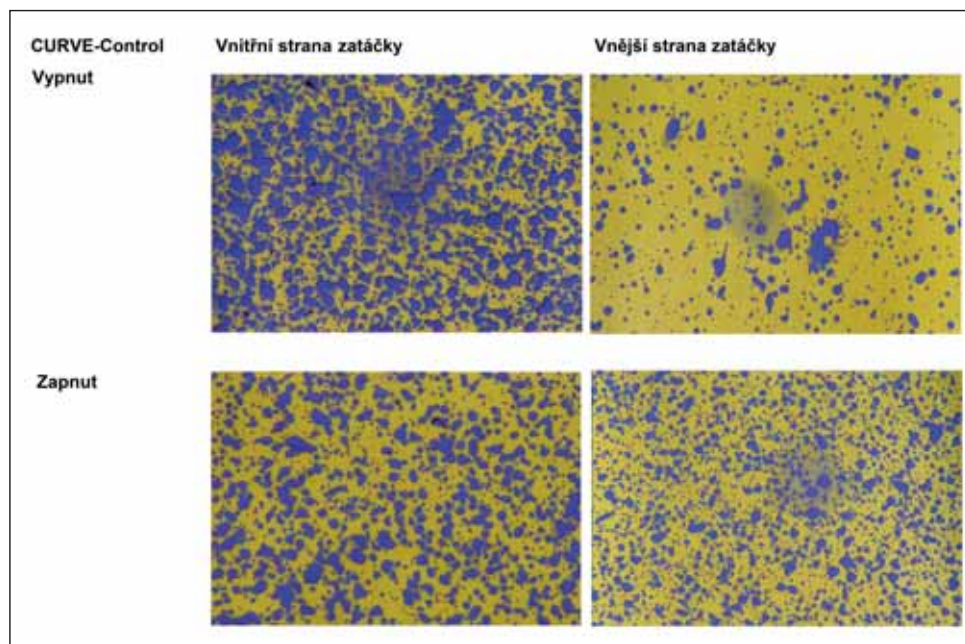 CURVE-Control Vnitřní strana zatáčky Vnější strana zatáčky
Vypnut
Zapnut